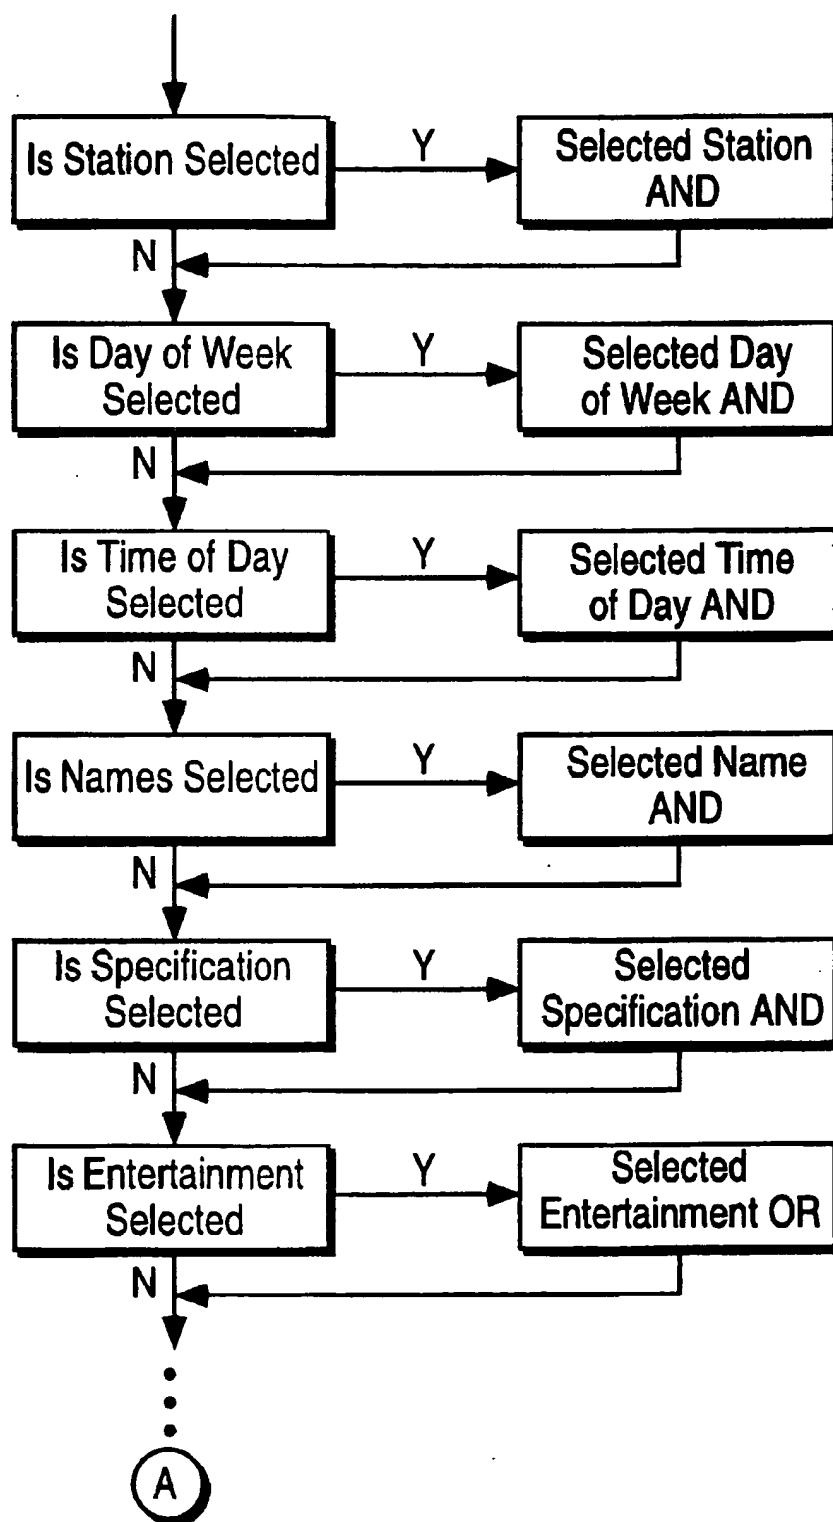 Is Station Selected
Y
Selected Station
AND
N
Is Day of Week
Selected
Y
Selected Day
of Week AND
N
Is Time of Day
Selected
Y
Selected Time
of Day AND
N
Is Names Selected
Y
Selected Name
AND
N
Is Specification
Selected
Y
Selected
Specification AND
N
Is Entertainment
Selected
Y
Selected
Entertainment OR
N
A